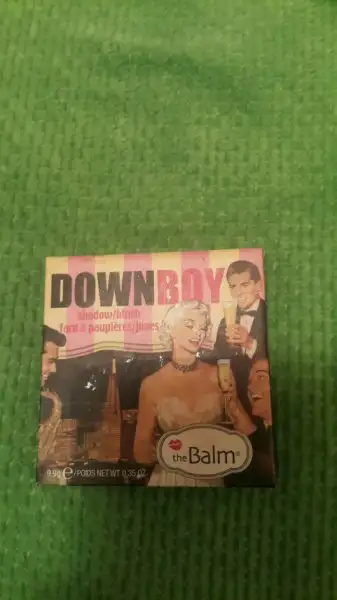 DOWNBOY
shadow/blush
fard à paupières/joues
the Balm®
9.9g ℮/POIDS NET WT 0.35 OZ.